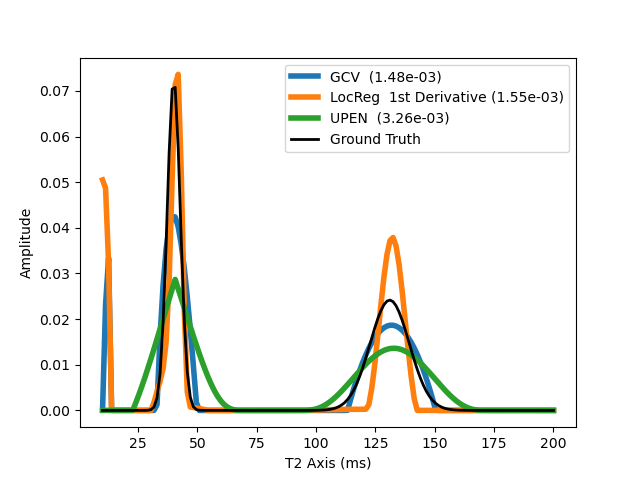 GCV  (1.48e-03)
LocReg  1st Derivative (1.55e-03)
UPEN  (3.26e-03)
Ground Truth
0.07
0.06
0.05
0.04
0.03
0.02
0.01
0.00
Amplitude
25
50
75
100
125
150
175
200
T2 Axis (ms)